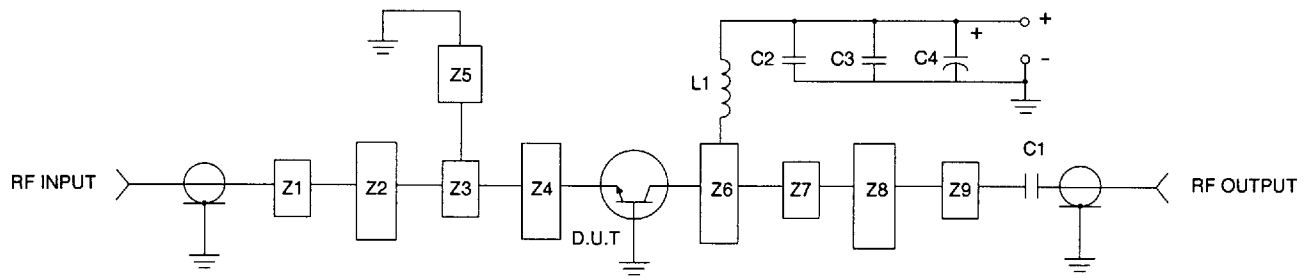 +
+
C2
C3
C4
-
Z5
L1
C1
RF INPUT
Z1
Z2
Z3
Z4
Z6
Z7
Z8
Z9
RF OUTPUT
D.U.T